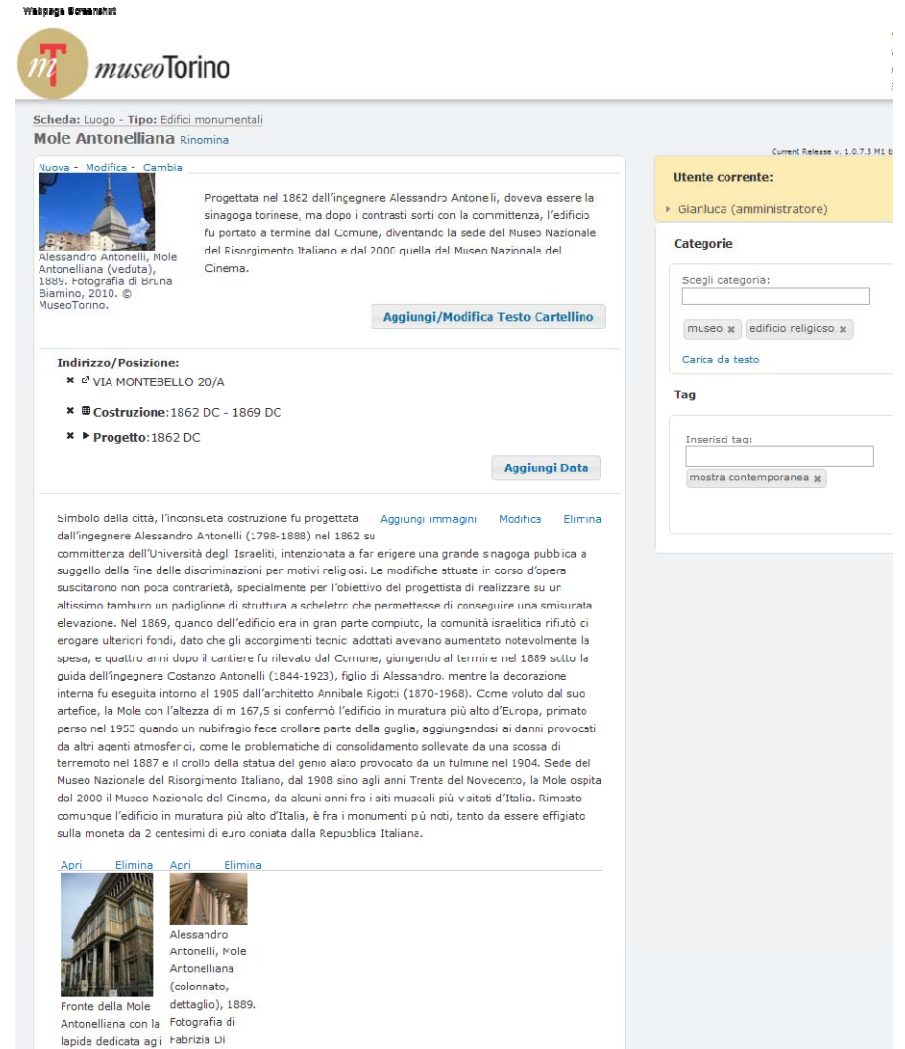 Webpage Screenshot
m T museoTorino
Scheda: Luogo - Tipo: Edifici monumentali
Mole Antonelliana Rinomina
Current Release v. 1.0.7.3 M1 b
Nuova - Modifica - Cambia
Alessandro Antonelli, Mole
Antonelliana (veduta),
1889. Fotografia di Bruna
Biamino, 2010. ©
MuseoTorino.
Progettata nel 1862 dell'ingegnere Alessandro Antonelli, doveva essere la
sinagoga torinese, ma dopo i contrasti sorti con la committenza, l'edificio
fu portato a termine dal Comune, diventando la sede del Museo Nazionale
del Risorgimento Italiano e dal 2000 quella del Museo Nazionale del
Cinema.
Aggiungi/Modifica Testo Cartellino
Indirizzo/Posizione:
VIA MONTEBELLO 20/A
Costruzione:1862 DC - 1869 DC
Progetto:1862 DC
Aggiungi Data
Aggiungi immagini Modifica Elimina
Simbolo della città, l'inconsueta costruzione fu progettata
dall'ingegnere Alessandro Antonelli (1798-1888) nel 1862 su
committenza dell'Università degli Israeliti, intenzionata a far erigere una grande sinagoga pubblica a
suggello della fine delle discriminazioni per motivi religiosi. Le modifiche attuate in corso d'opera
suscitarono non poca contrarietà, specialmente per l'obiettivo del progettista di realizzare su un
altissimo tamburo un padiglione di struttura a scheletro che permettesse di conseguire una smisurata
elevazione. Nel 1869, quando dell'edificio era in gran parte compiuto, la comunità israelitica rifiutò di
erogare ulteriori fondi, dato che gli accorgimenti tecnici adottati avevano aumentato notevolmente la
spesa, e quattro anni dopo il cantiere fu rilevato dal Comune, giungendo al termine nel 1889 sotto la
guida dell'ingegnere Costanzo Antonelli (1844-1923), figlio di Alessandro. mentre la decorazione
interna fu eseguita intorno al 1905 dall'architetto Annibale Rigotti (1870-1968). Come voluto dal suo
artefice, la Mole con l'altezza di m 167,5 si confermò l'edificio in muratura più alto d'Europa, primato
perso nel 1953 quando un nubifragio fece crollare parte della guglia, aggiungendosi ai danni provocati
da altri agenti atmosferici, come le problematiche di consolidamento sollevate da una scossa di
terremoto nel 1887 e il crollo della statua del genio alato provocato da un fulmine nel 1904. Sede del
Museo Nazionale del Risorgimento Italiano, dal 1908 sino agli anni Trenta del Novecento, la Mole ospita
dal 2000 il Museo Nazionale del Cinema, da alcuni anni fra i siti museali più visitati d'Italia. Rimasto
comunque l'edificio in muratura più alto d'Italia, è fra i monumenti più noti, tanto da essere effigiato
sulla moneta da 2 centesimi di euro coniata dalla Repubblica Italiana.
Apri Elimina Apri Elimina
Fronte della Mole
Antonelliana con la
lapide dedicata agli
Alessandro
Antonelli, Mole
Antonelliana
(colonnato,
dettaglio), 1889.
Fotografia di
Fabrizia Di
Utente corrente:
Gianluca (amministratore)
Categorie
Scegli categoria:
museo x edificio religioso x
Carica da testo
Tag
Inserisci tag:
mostra contemporanea x